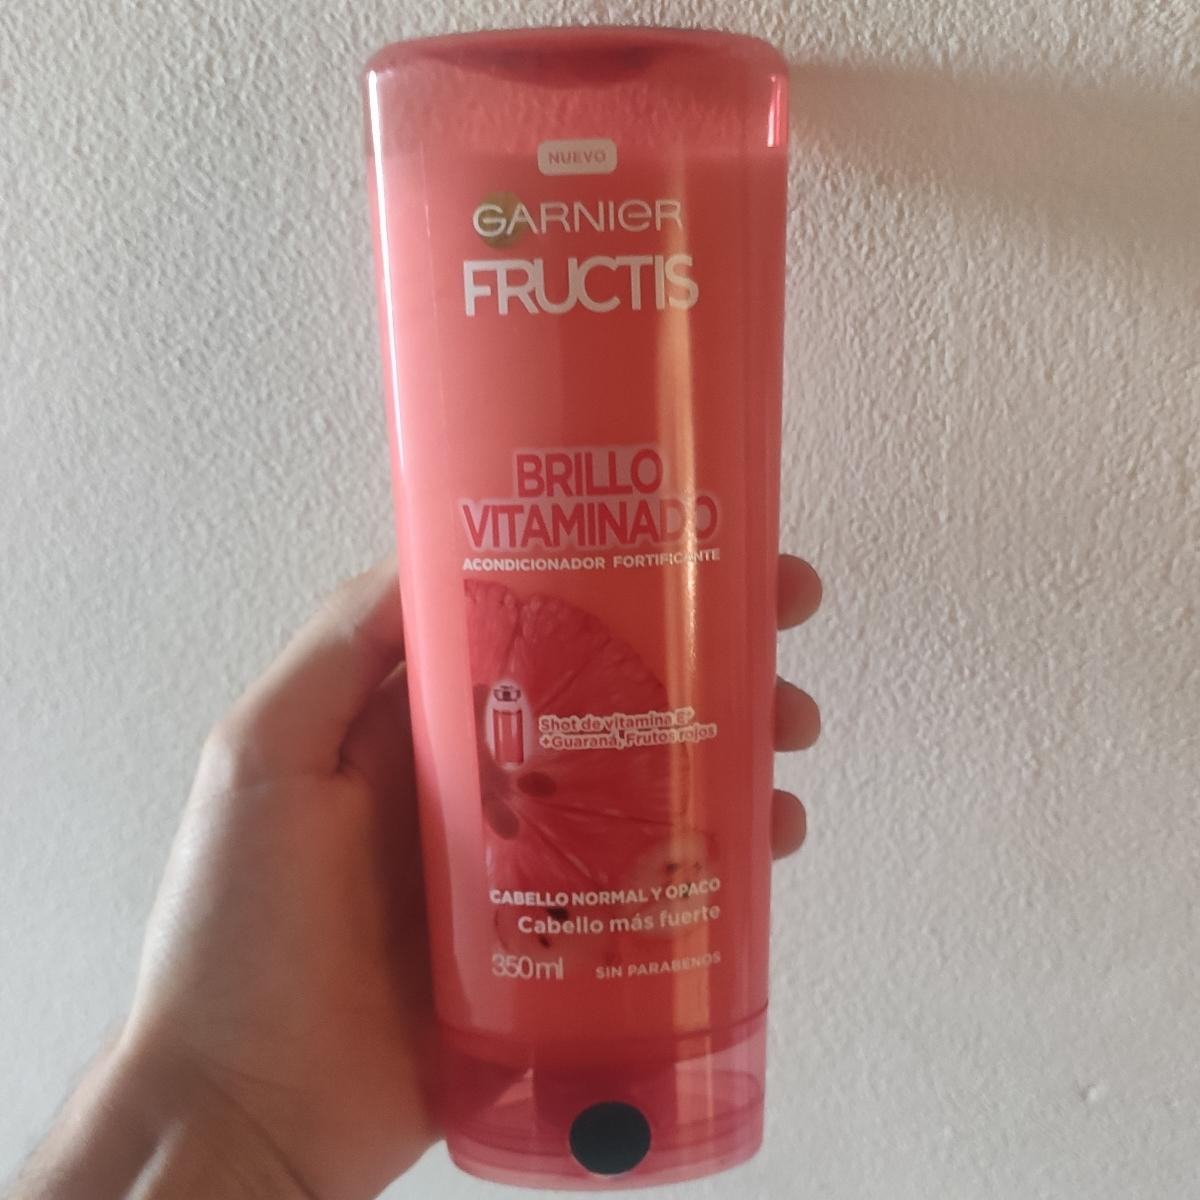 NUEVO
GARNIER
FRUCTIS
BRILLO
VITAMINADO
ACONDICIONADOR FORTIFICANTE
Shot de vitamina E*
+Guaraná, Frutos rojos
CABELLO NORMAL Y OPACO
Cabello más fuerte
350ml SIN PARABENOS